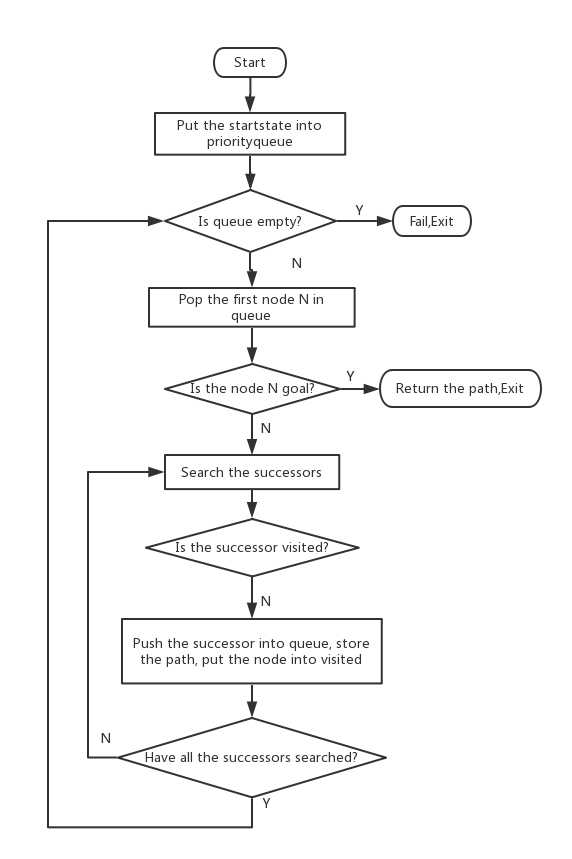 Start
Put the startstate into
priorityqueue
Is queue empty?
Y
Fail,Exit
N
Pop the first node N in
queue
Is the node N goal?
Y
Return the path,Exit
N
Search the successors
Is the successor visited?
N
Push the successor into queue, store
the path, put the node into visited
N
Have all the successors searched?
Y